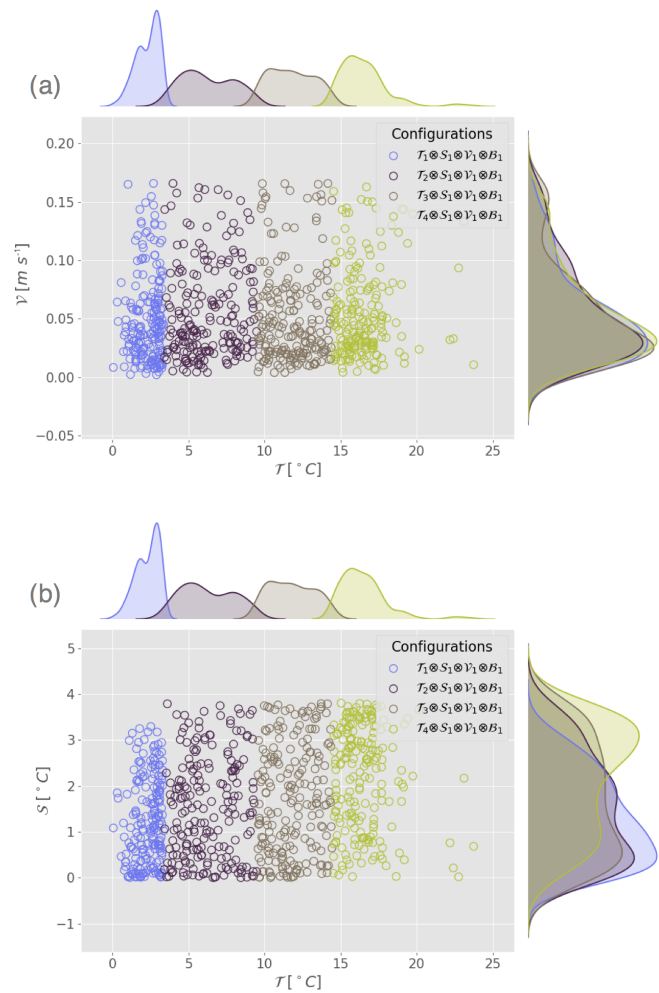 (a)
Configurations
𝒯₁⊗𝒮₁⊗𝒱₁⊗ℬ₁
𝒯₂⊗𝒮₁⊗𝒱₁⊗ℬ₁
𝒯₃⊗𝒮₁⊗𝒱₁⊗ℬ₁
𝒯₄⊗𝒮₁⊗𝒱₁⊗ℬ₁
0.20
0.15
0.10
0.05
0.00
−0.05
𝒱 [m s⁻¹]
0 5 10 15 20 25
𝒯 [°C]
(b)
Configurations
𝒯₁⊗𝒮₁⊗𝒱₁⊗ℬ₁
𝒯₂⊗𝒮₁⊗𝒱₁⊗ℬ₁
𝒯₃⊗𝒮₁⊗𝒱₁⊗ℬ₁
𝒯₄⊗𝒮₁⊗𝒱₁⊗ℬ₁
5
4
3
2
1
0
−1
𝒮 [°C]
0 5 10 15 20 25
𝒯 [°C]